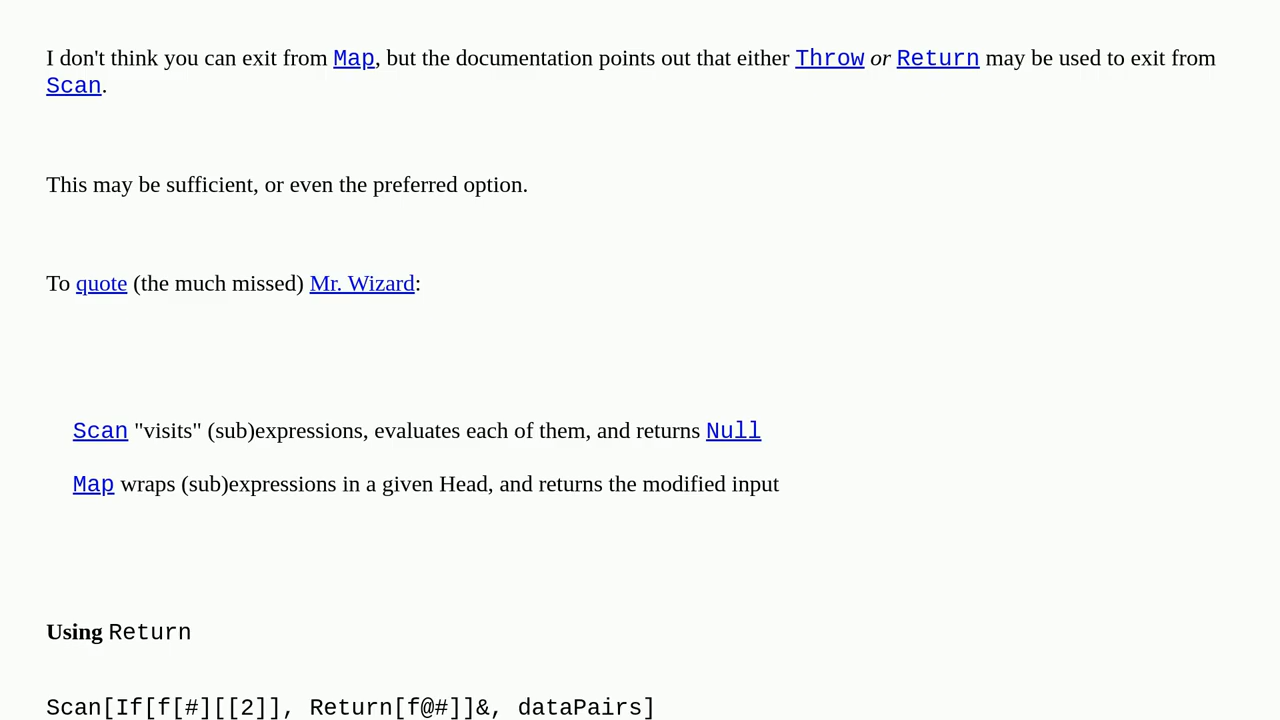 I don't think you can exit from Map, but the documentation points out that either Throw or Return may be used to exit from
Scan.
This may be sufficient, or even the preferred option.
To quote (the much missed) Mr. Wizard:
Scan "visits" (sub)expressions, evaluates each of them, and returns Null
Map wraps (sub)expressions in a given Head, and returns the modified input
Using Return
Scan[If[f[#][[2]], Return[f@#]]&, dataPairs]